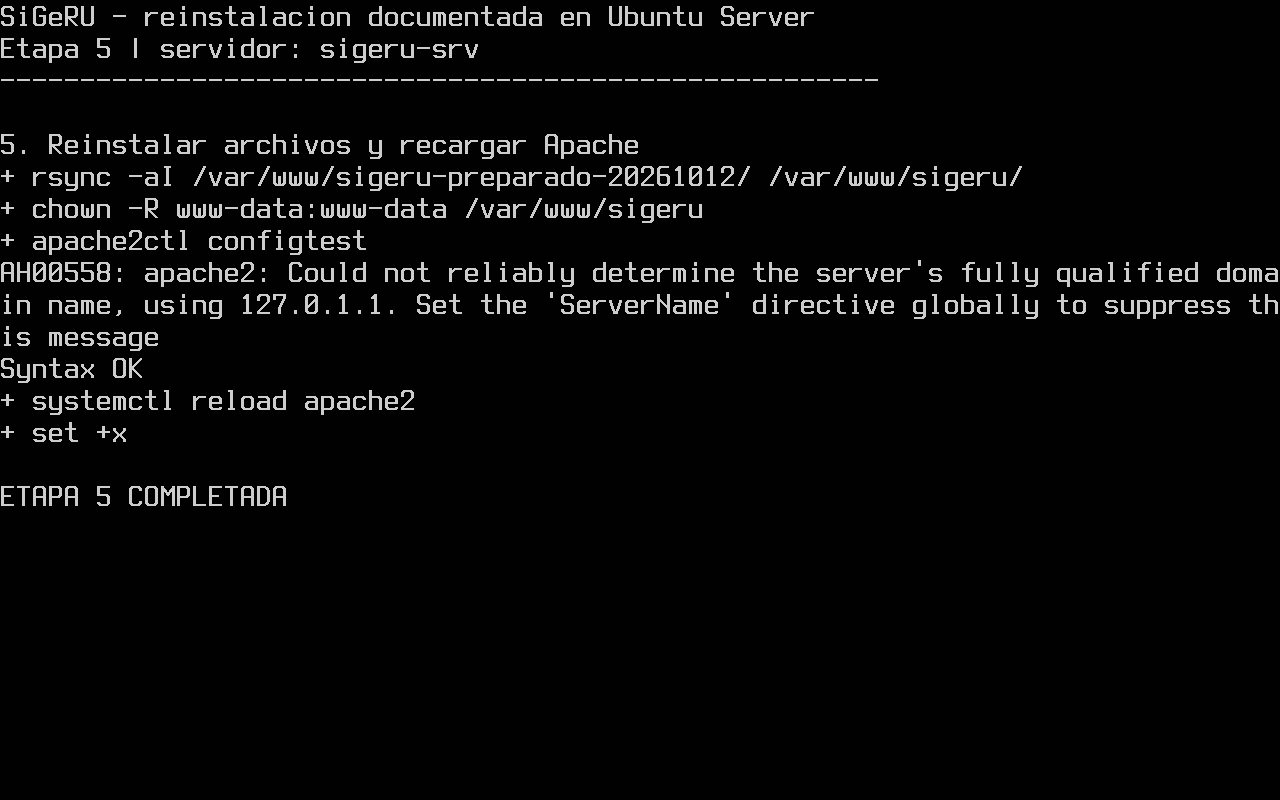 SiGeRU - reinstalacion documentada en Ubuntu Server
Etapa 5 | servidor: sigeru-srv
-------------------------------------------------------
5. Reinstalar archivos y recargar Apache
+ rsync -aI /var/www/sigeru-preparado-20261012/ /var/www/sigeru/
+ chown -R www-data:www-data /var/www/sigeru
+ apache2ctl configtest
AH00558: apache2: Could not reliably determine the server's fully qualified doma
in name, using 127.0.1.1. Set the 'ServerName' directive globally to suppress th
is message
Syntax OK
+ systemctl reload apache2
+ set +x
ETAPA 5 COMPLETADA